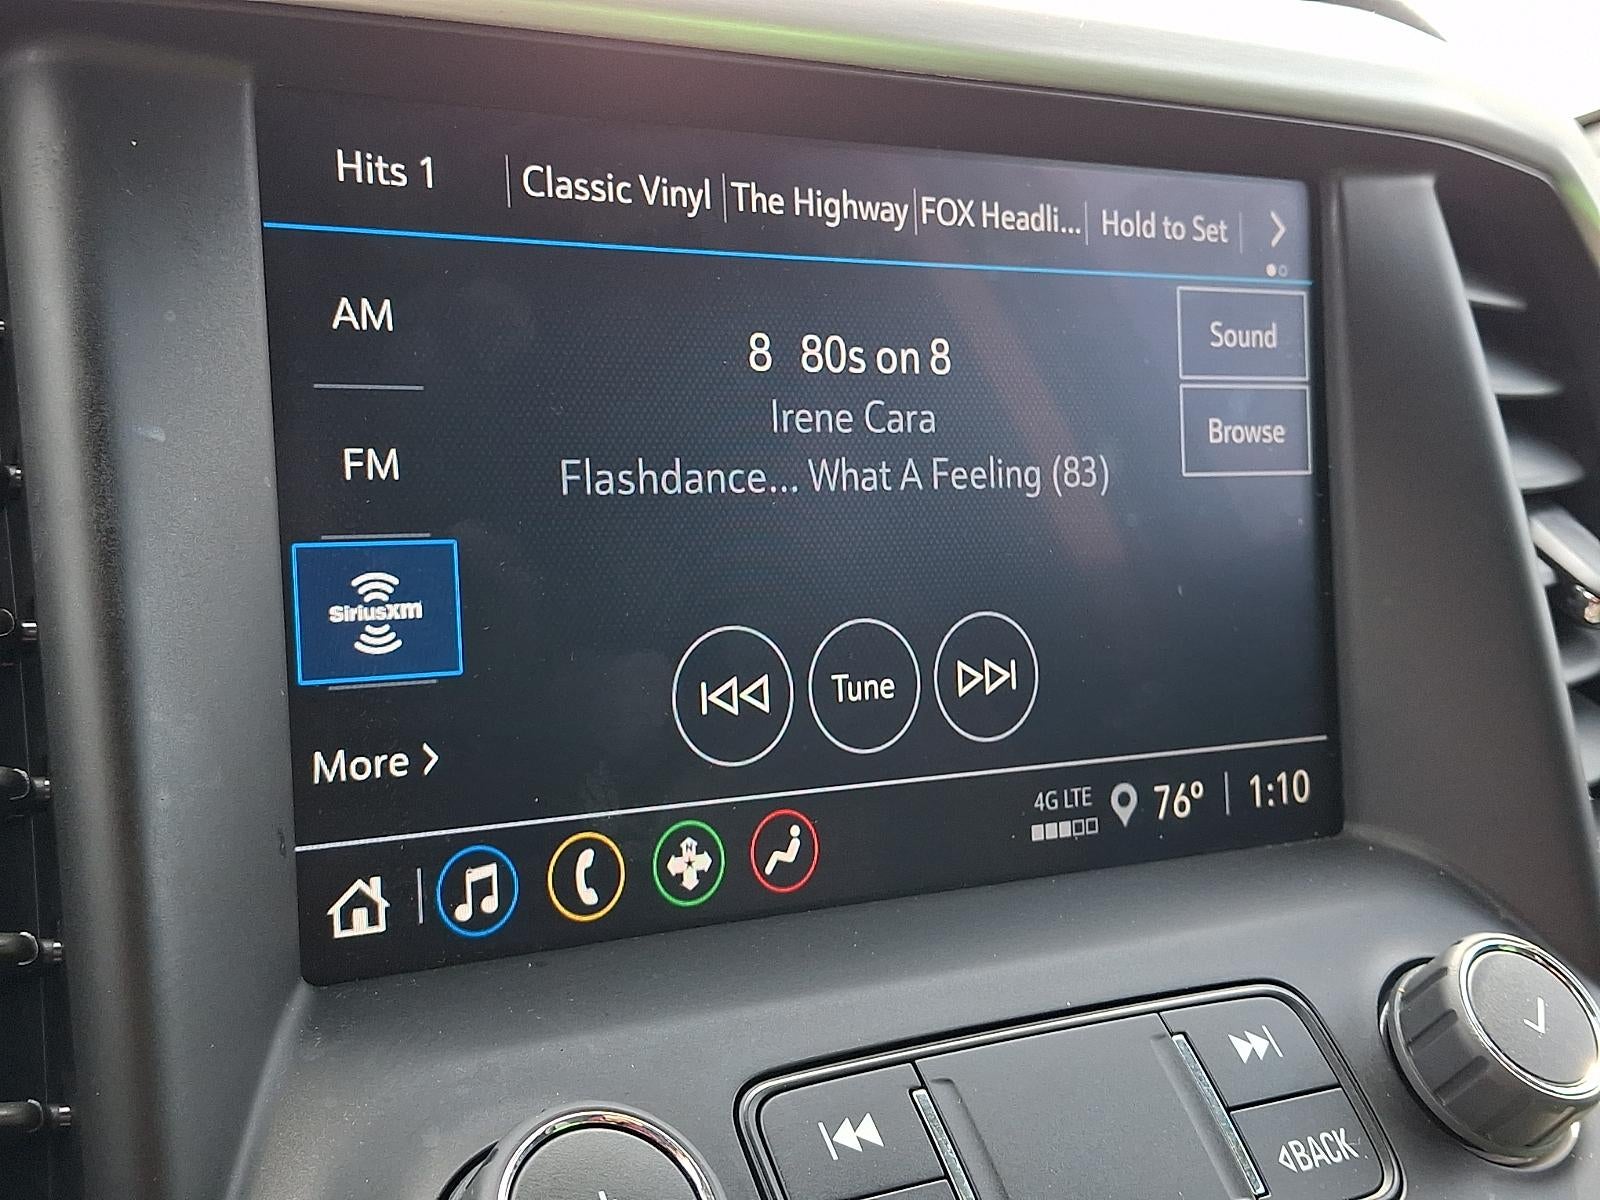 Hits 1 | Classic Vinyl | The Highway | FOX Headli... | Hold to Set |
AM
8 80s on 8
Sound
Irene Cara
Browse
FM
Flashdance... What A Feeling (83)
SiriusXM
Tune
More
4G LTE 76° | 1:10
N
BACK